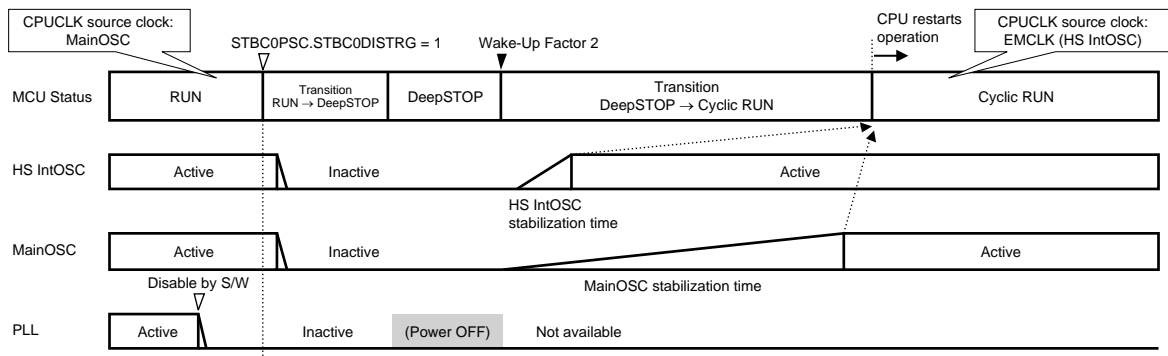 CPUCLK source clock:
MainOSC
STBC0PSC.STBC0DISTRG = 1
Wake-Up Factor 2
CPU restarts
operation
CPUCLK source clock:
EMCLK (HS IntOSC)
MCU Status
RUN
Transition
RUN → DeepSTOP
DeepSTOP
Transition
DeepSTOP → Cyclic RUN
Cyclic RUN
HS IntOSC
Active
Inactive
Active
HS IntOSC
stabilization time
MainOSC
Active
Inactive
Active
Disable by S/W
MainOSC stabilization time
PLL
Active
Inactive
(Power OFF)
Not available